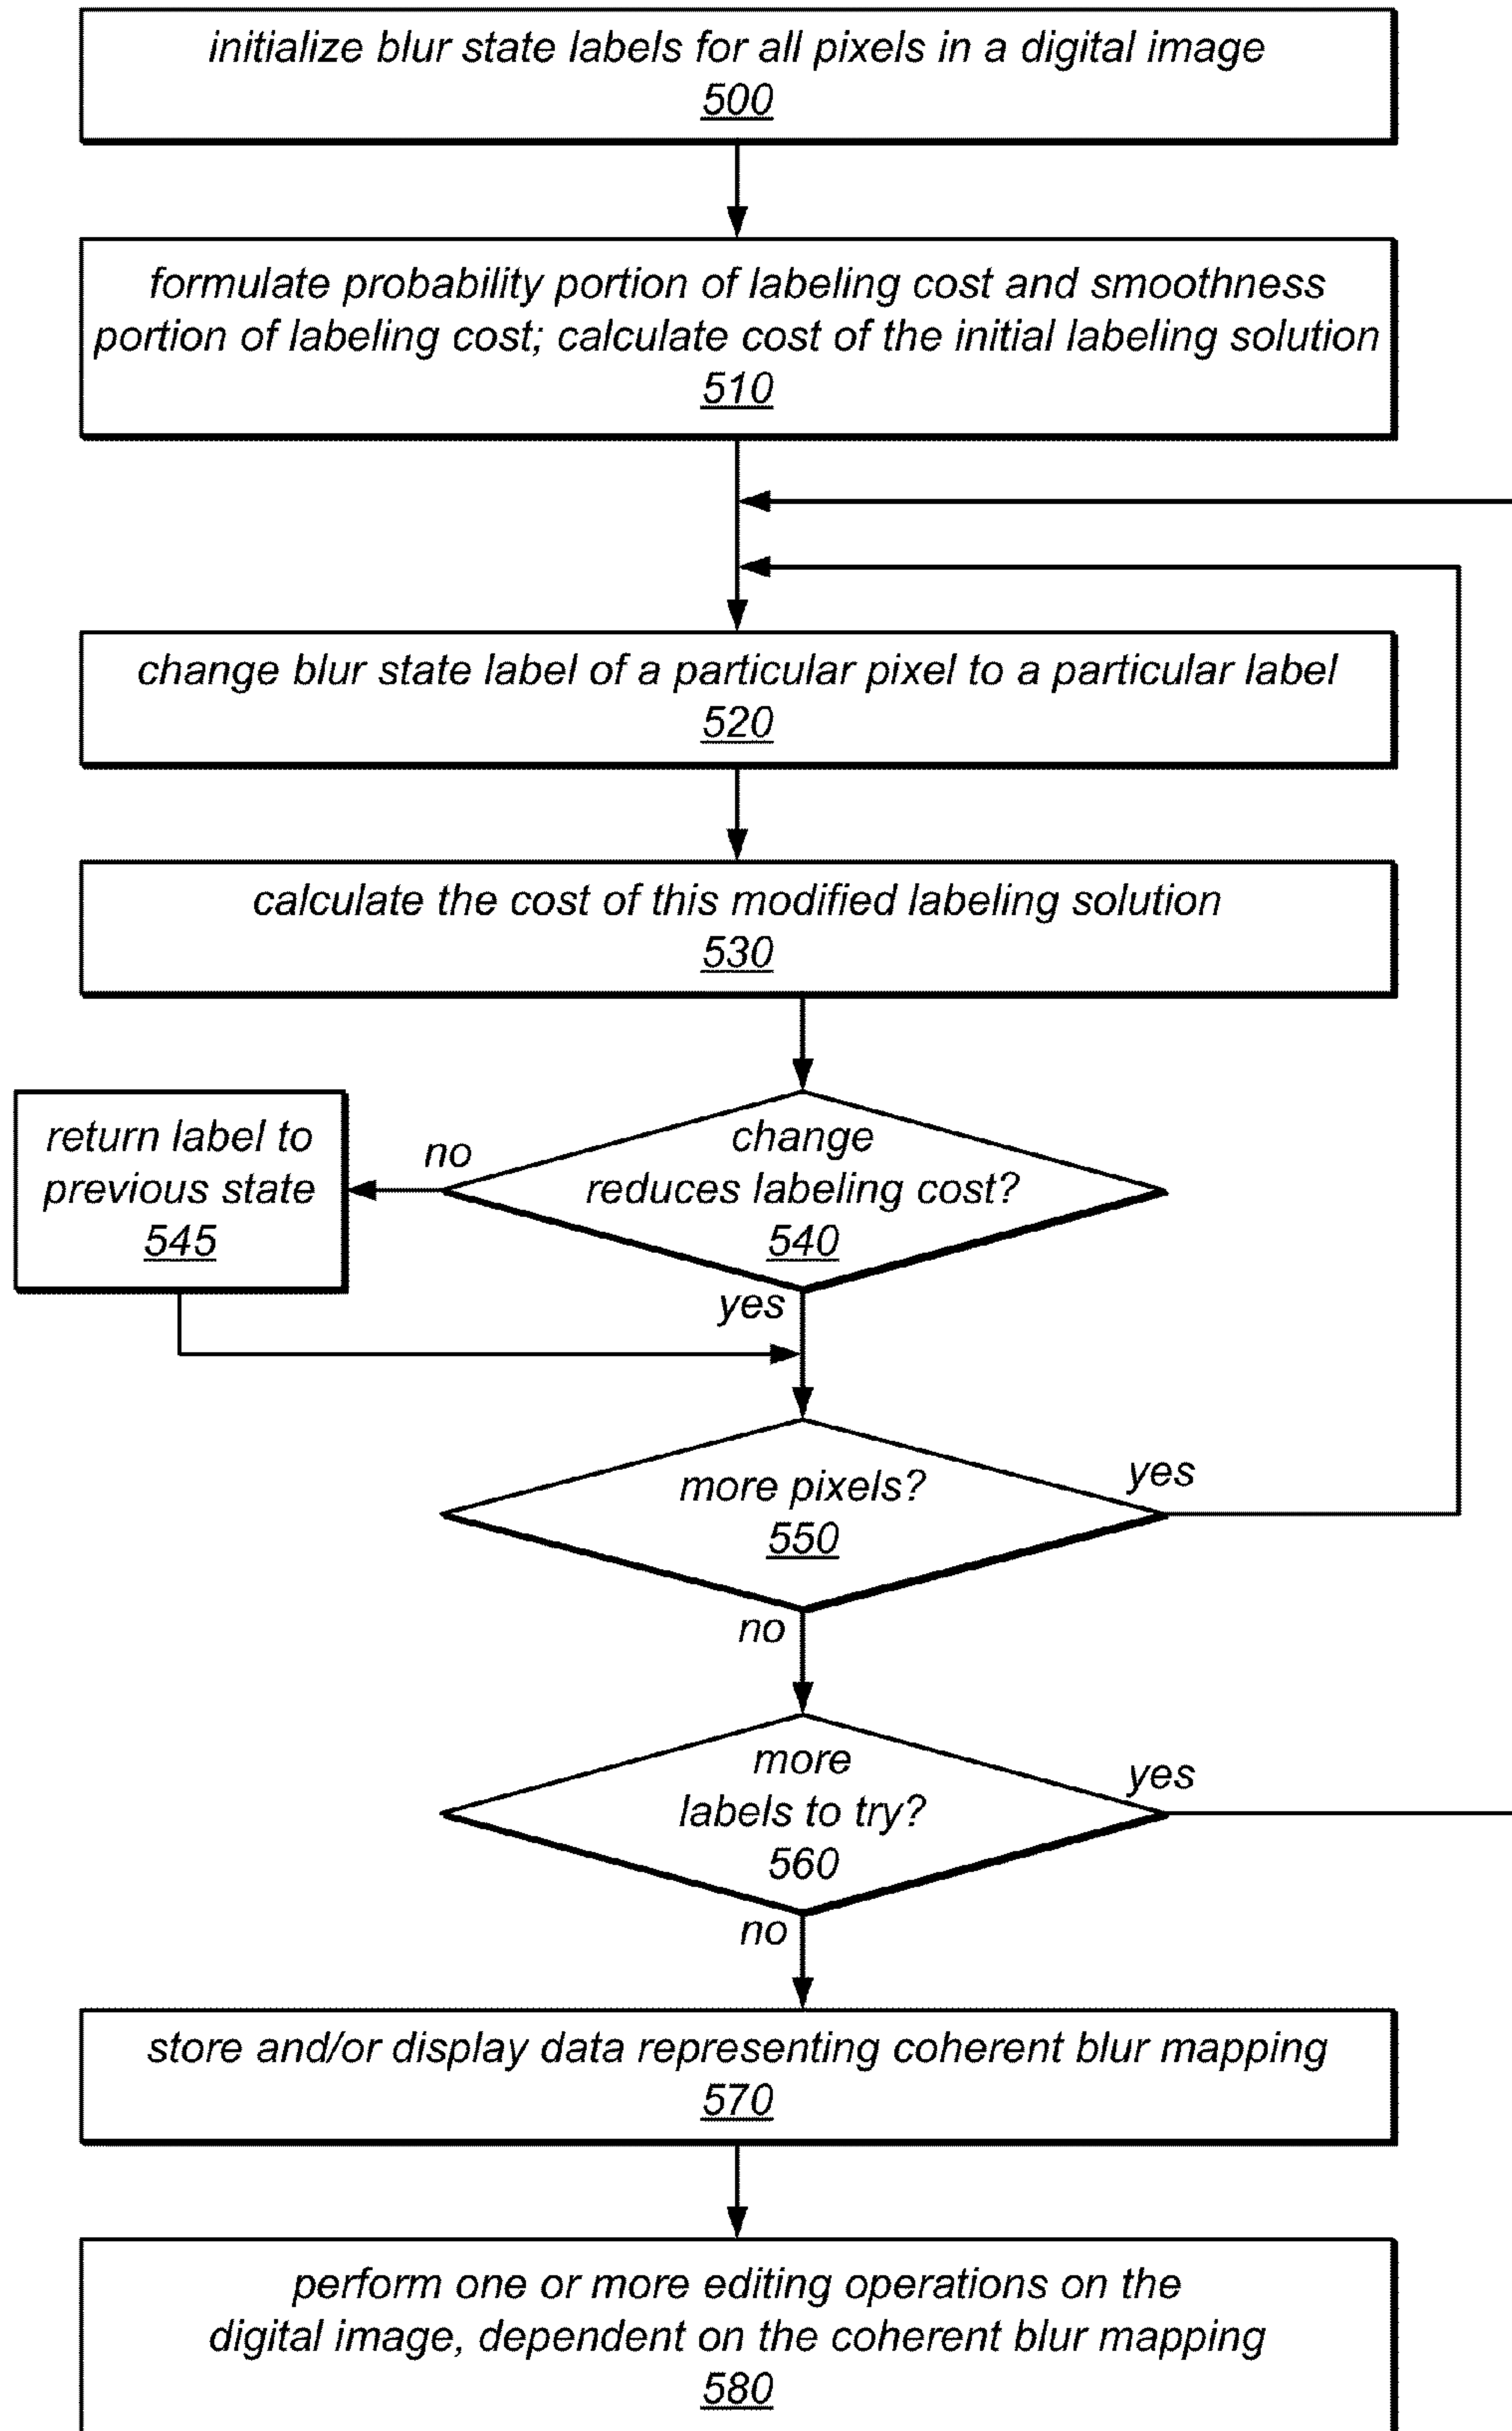 initialize blur state labels for all pixels in a digital image
500
formulate probability portion of labeling cost and smoothness
portion of labeling cost; calculate cost of the initial labeling solution
510
change blur state label of a particular pixel to a particular label
520
calculate the cost of this modified labeling solution
530
return label to
previous state
545
no
change
reduces labeling cost?
540
yes
more pixels?
550
yes
no
more
labels to try?
560
yes
no
store and/or display data representing coherent blur mapping
570
perform one or more editing operations on the
digital image, dependent on the coherent blur mapping
580